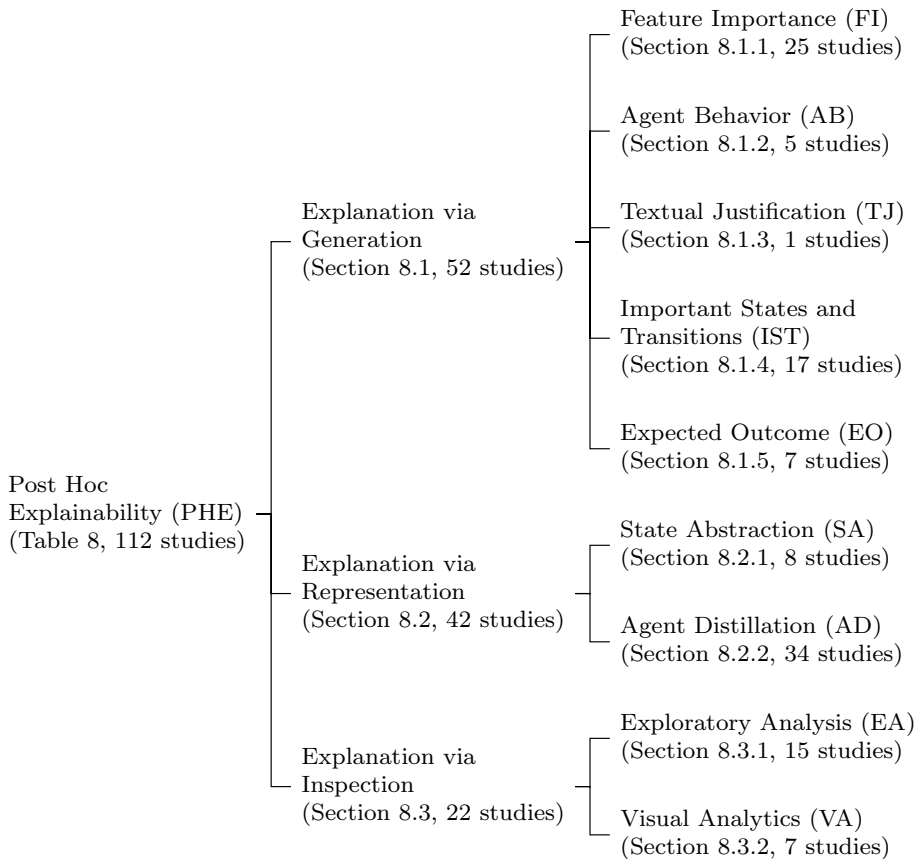 Post Hoc
Explainability (PHE)
(Table 8, 112 studies)
Explanation via
Generation
(Section 8.1, 52 studies)
Feature Importance (FI)
(Section 8.1.1, 25 studies)
Agent Behavior (AB)
(Section 8.1.2, 5 studies)
Textual Justification (TJ)
(Section 8.1.3, 1 studies)
Important States and
Transitions (IST)
(Section 8.1.4, 17 studies)
Expected Outcome (EO)
(Section 8.1.5, 7 studies)
Explanation via
Representation
(Section 8.2, 42 studies)
State Abstraction (SA)
(Section 8.2.1, 8 studies)
Agent Distillation (AD)
(Section 8.2.2, 34 studies)
Explanation via
Inspection
(Section 8.3, 22 studies)
Exploratory Analysis (EA)
(Section 8.3.1, 15 studies)
Visual Analytics (VA)
(Section 8.3.2, 7 studies)